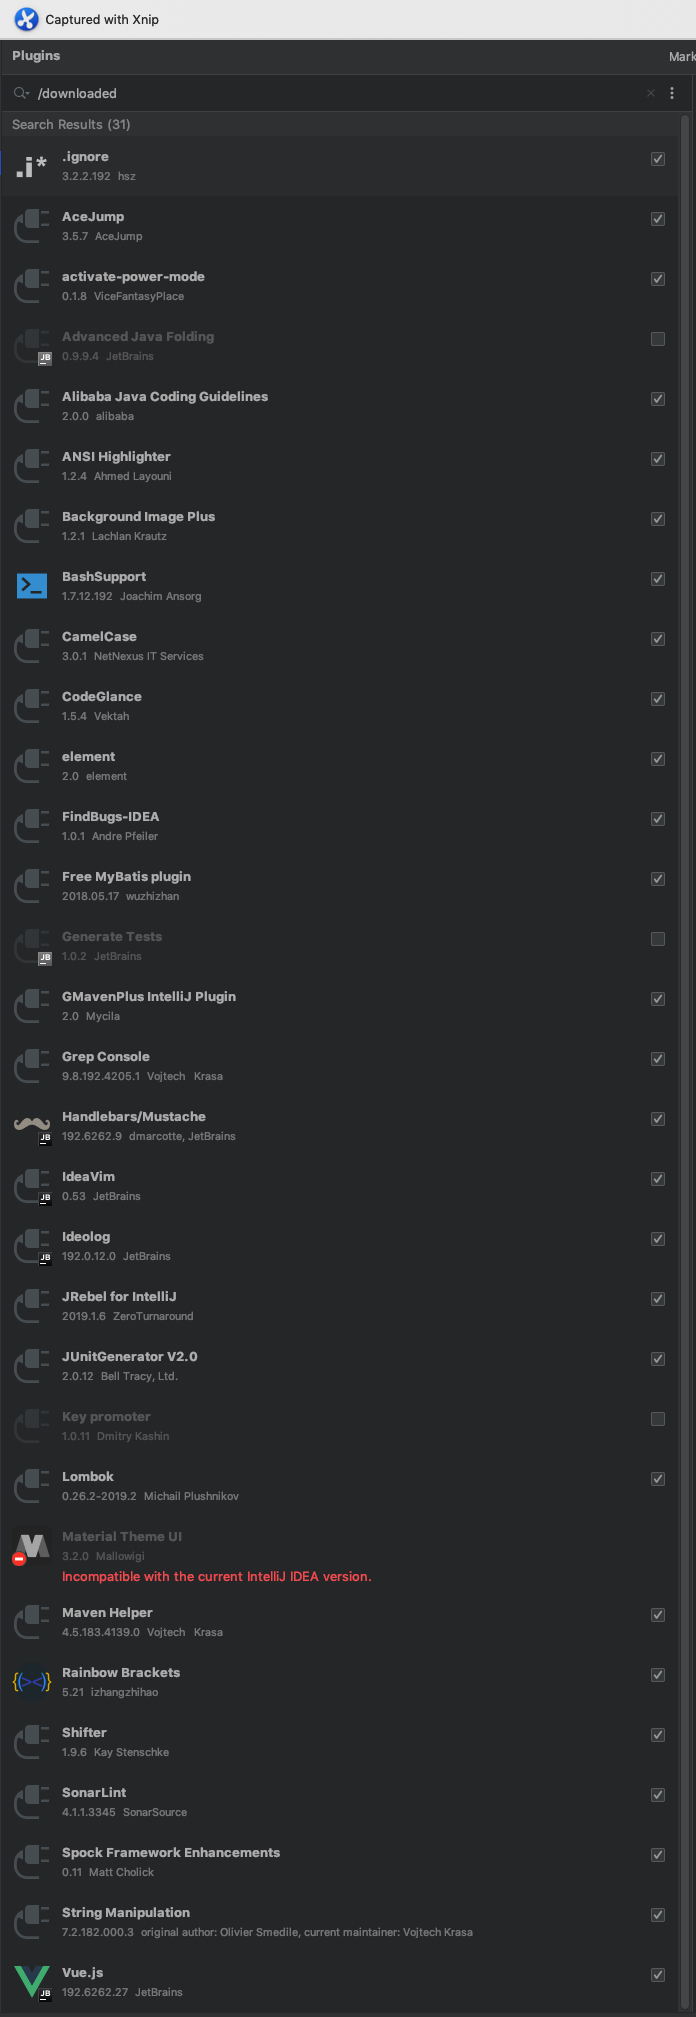 Captured with Xnip
Plugins
Mark
/downloaded
Search Results (31)
.i*
.ignore
3.2.2.192 hsz
AceJump
3.5.7 AceJump
activate-power-mode
0.1.8 ViceFantasyPlace
Advanced Java Folding
0.9.9.4 JetBrains
JB
Alibaba Java Coding Guidelines
2.0.0 alibaba
ANSI Highlighter
1.2.4 Ahmed Layouni
Background Image Plus
1.2.1 Lachlan Krautz
BashSupport
1.7.12.192 Joachim Ansorg
CamelCase
3.0.1 NetNexus IT Services
CodeGlance
1.5.4 Vektah
element
2.0 element
FindBugs-IDEA
1.0.1 Andre Pfeiler
Free MyBatis plugin
2018.05.17 wuzhizhan
Generate Tests
1.0.2 JetBrains
JB
GMavenPlus IntelliJ Plugin
2.0 Mycila
Grep Console
9.8.192.4205.1 Vojtech Krasa
Handlebars/Mustache
192.6262.9 dmarcotte, JetBrains
JB
IdeaVim
0.53 JetBrains
JB
Ideolog
192.0.12.0 JetBrains
JB
JRebel for IntelliJ
2019.1.6 ZeroTurnaround
JUnitGenerator V2.0
2.0.12 Bell Tracy, Ltd.
Key promoter
1.0.11 Dmitry Kashin
Lombok
0.26.2-2019.2 Michail Plushnikov
Material Theme UI
3.2.0 Mallowigi
Incompatible with the current IntelliJ IDEA version.
Maven Helper
4.5.183.4139.0 Vojtech Krasa
Rainbow Brackets
5.21 izhangzhihao
Shifter
1.9.6 Kay Stenschke
SonarLint
4.1.1.3345 SonarSource
Spock Framework Enhancements
0.11 Matt Cholick
String Manipulation
7.2.182.000.3 original author: Olivier Smedile, current maintainer: Vojtech Krasa
Vue.js
192.6262.27 JetBrains
JB